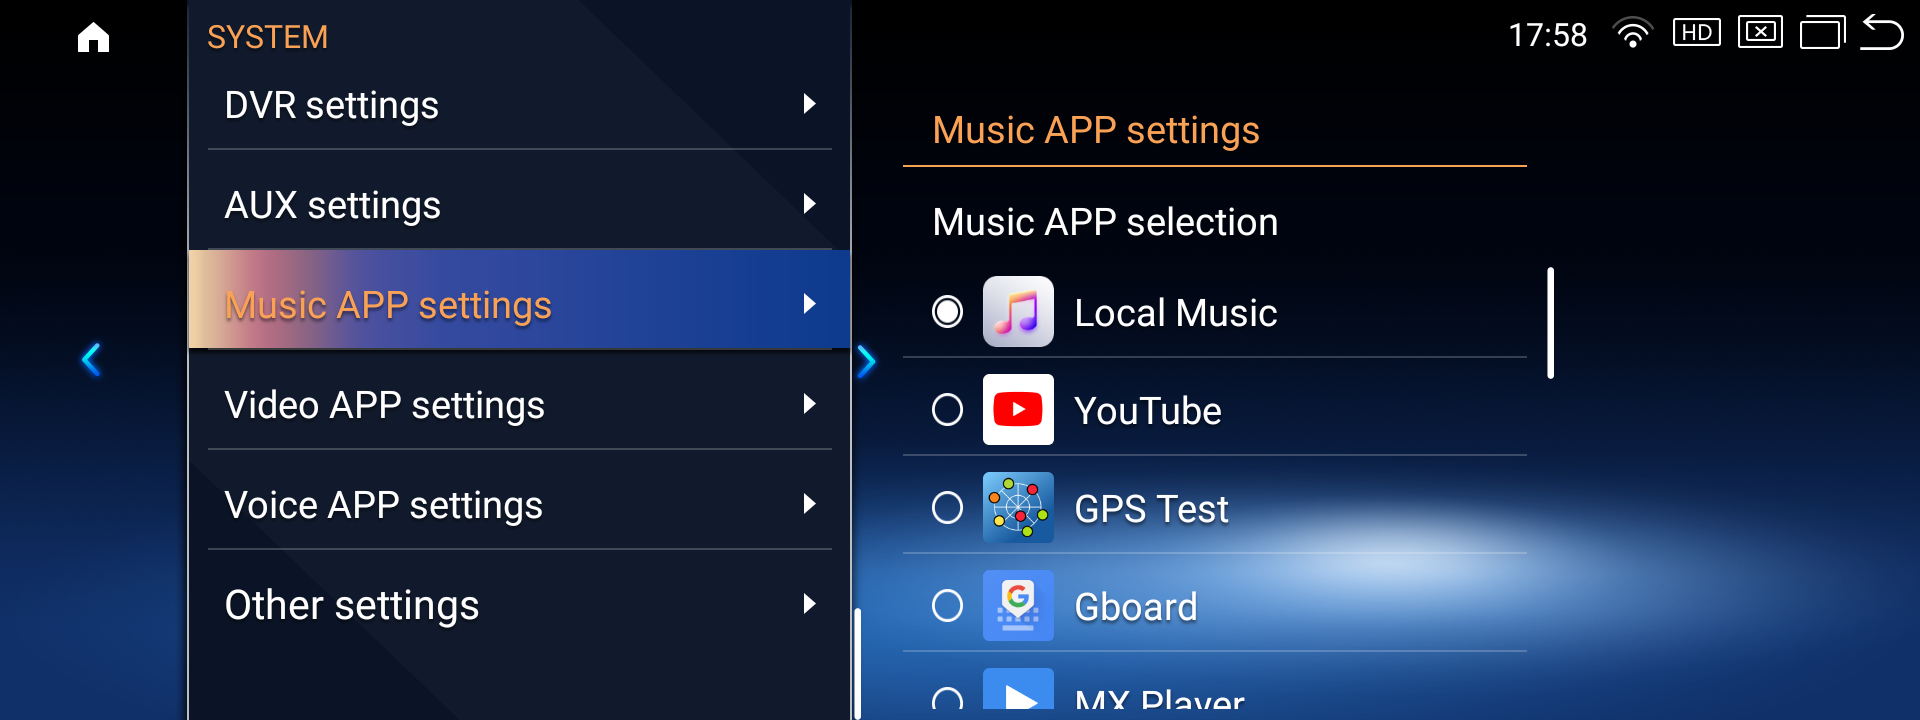 SYSTEM
DVR settings
AUX settings
Music APP settings
Video APP settings
Voice APP settings
Other settings
17:58
HD
Music APP settings
Music APP selection
Local Music
YouTube
GPS Test
G
Gboard
MX Player